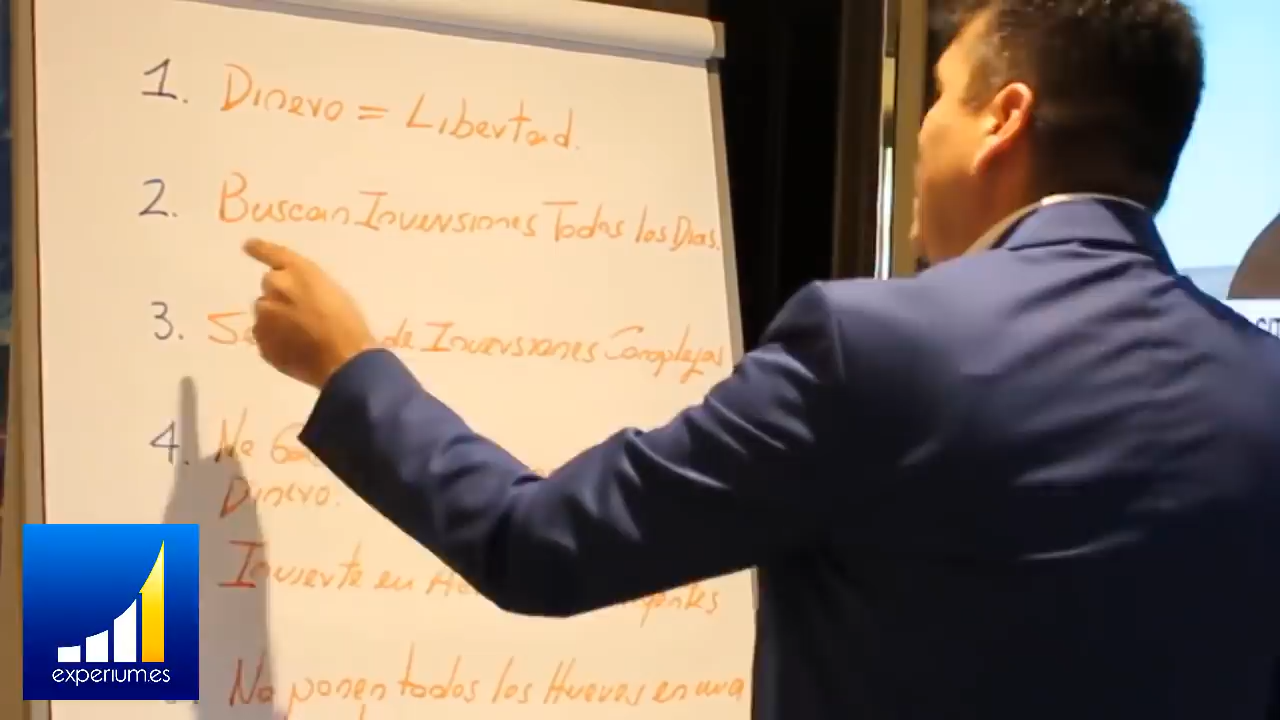 1. Dinero = Libertad.
2. Buscan Inversiones Todos los Dias.
3. de Inversiones Complejas
4. No
Dinero.
Invierte en
No ponen todos los Huevos en una
experium.es